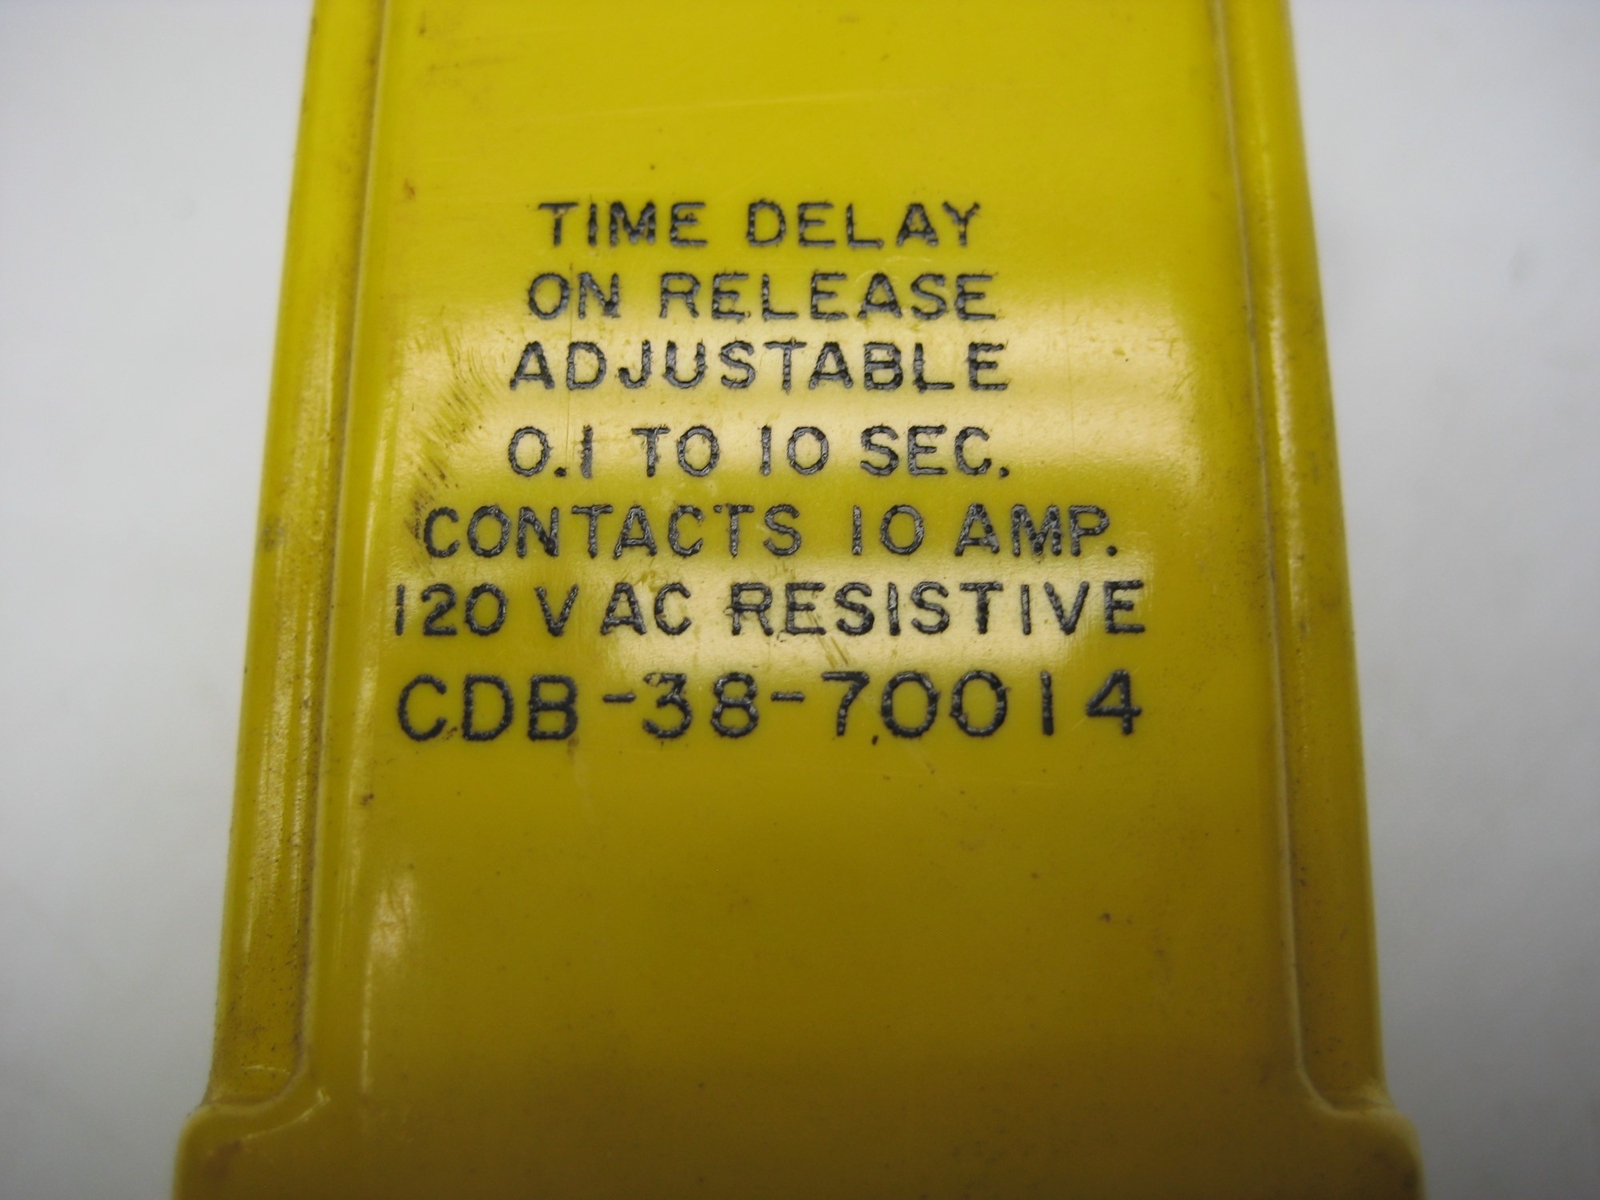 TIME DELAY
ON RELEASE
ADJUSTABLE
0.1 TO 10 SEC.
CONTACTS 10 AMP.
120 V AC RESISTIVE
CDB-38-70014